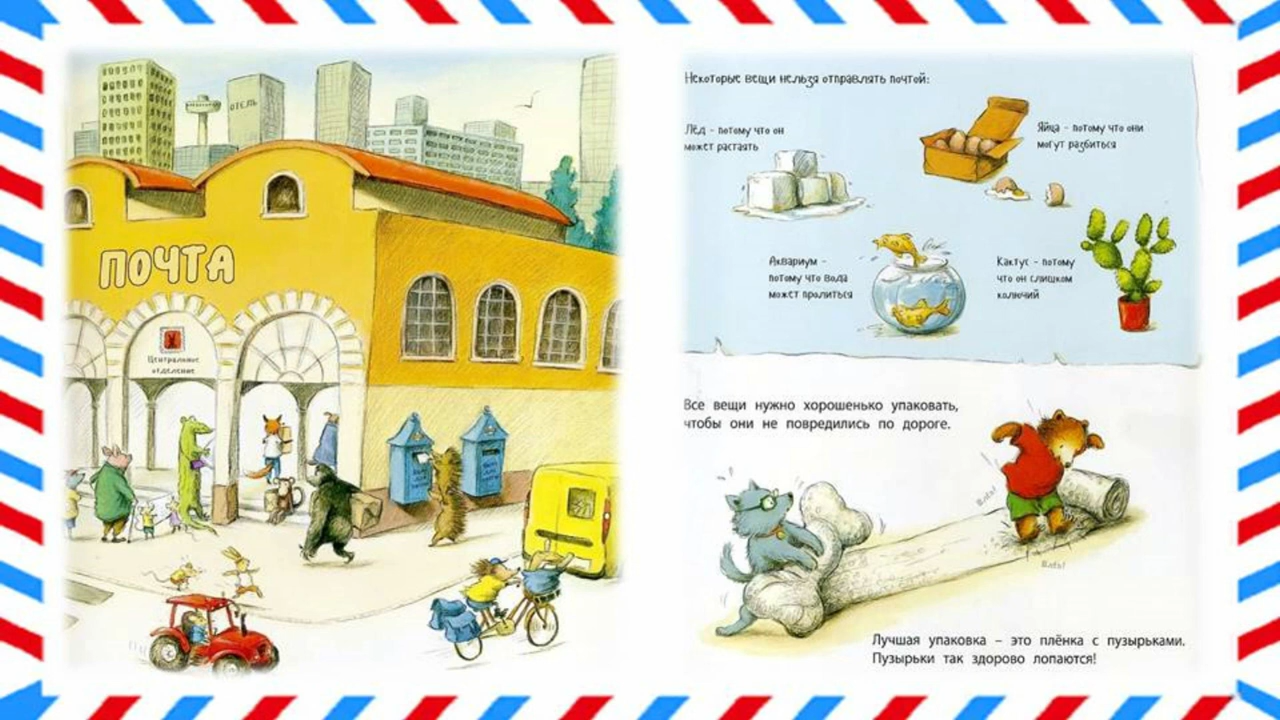 ОТЕЛЬ
ПОЧТА
Центральное
отделение
Некоторые вещи нельзя отправлять почтой:
Лёд - потому что он
может растаять
Яйца - потому что они
могут разбиться
Аквариум -
потому что вода
может пролиться
Кактус - потому
что он слишком
колючий
Все вещи нужно хорошенько упаковать,
чтобы они не повредились по дороге.
Лучшая упаковка – это плёнка с пузырьками.
Пузырьки так здорово лопаются!